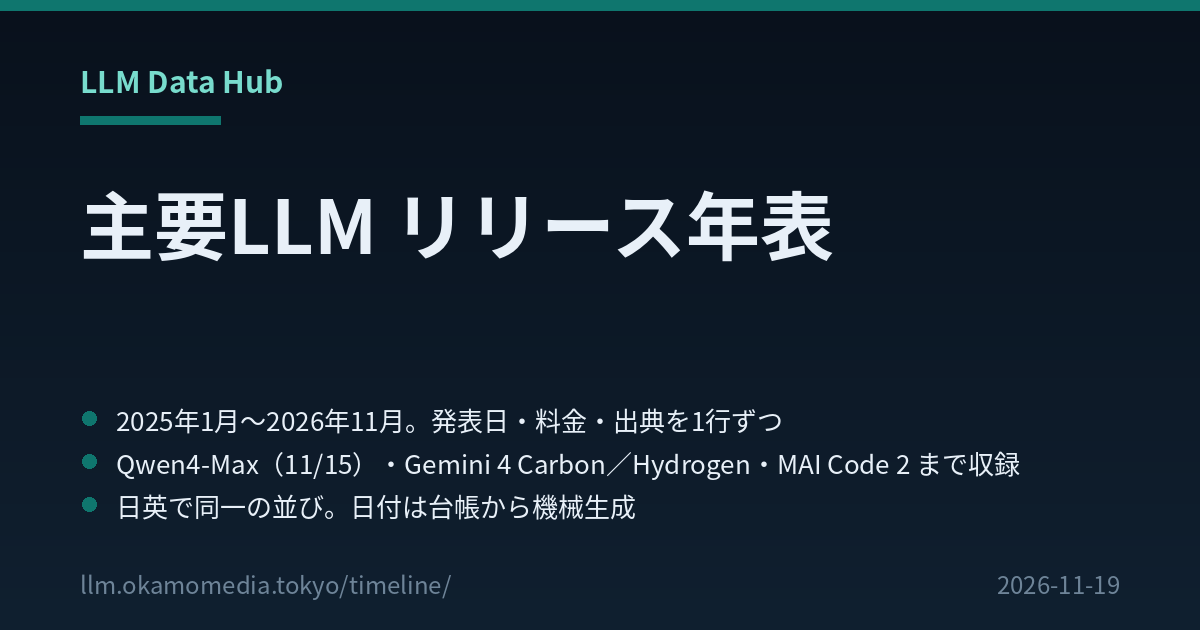 LLM Data Hub
主要LLM リリース年表
2025年1月〜2026年11月。発表日・料金・出典を1行ずつ
Qwen4-Max（11/15）・Gemini 4 Carbon／Hydrogen・MAI Code 2 まで収録
日英で同一の並び。日付は台帳から機械生成
llm.okamomedia.tokyo/timeline/
2026-11-19